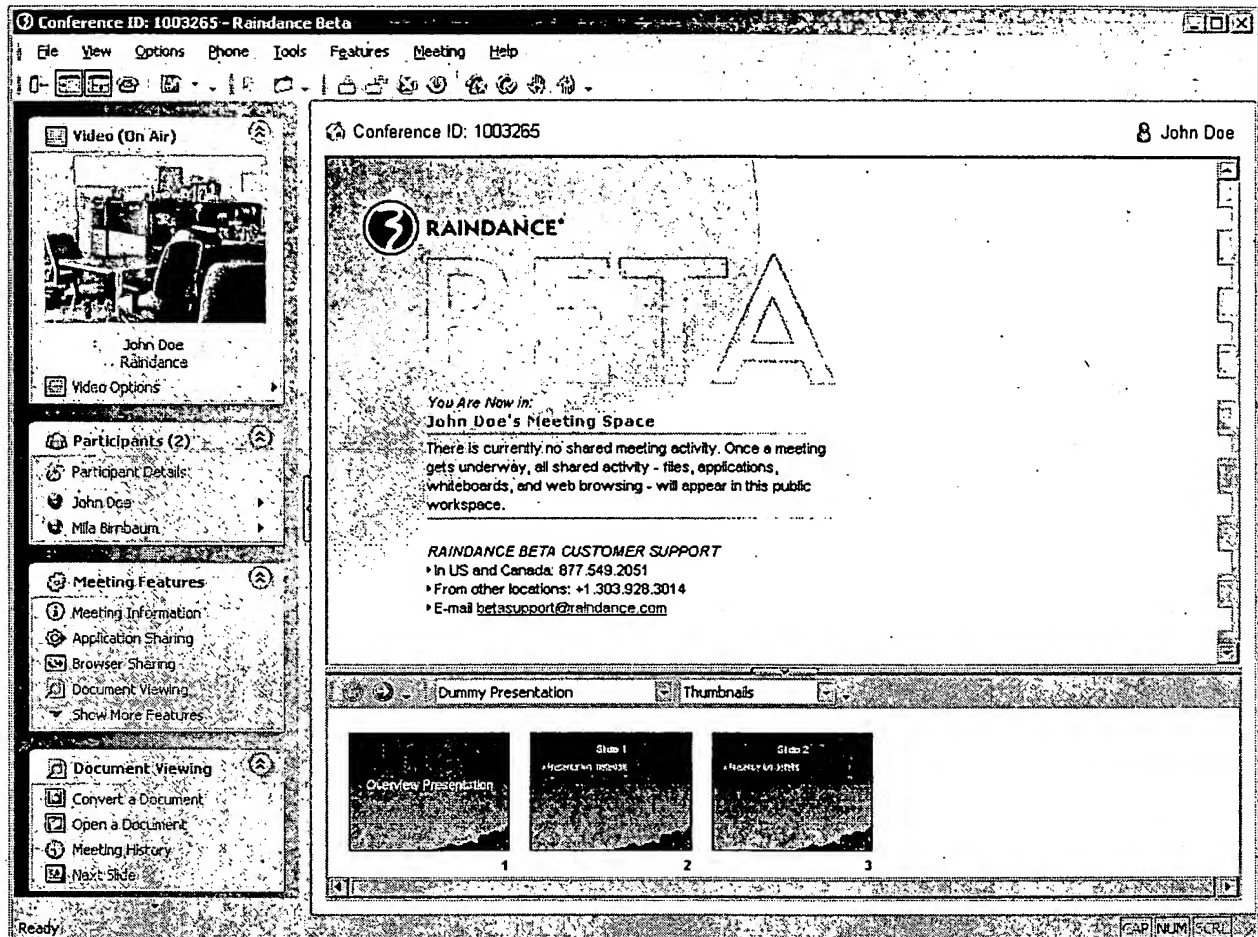 Conference ID: 1003265 - Raindance Beta
File View Options Phone Tools Features Meeting Help
Video (On Air)
John Doe
Raindance
Video Options
Participants (2)
Participant Details
John Doe
Mila Birnbaum
Meeting Features
Meeting Information
Application Sharing
Browser Sharing
Document Viewing
Show More Features
Document Viewing
Convert a Document
Open a Document
Meeting History
Next Slide
Conference ID: 1003265
John Doe
RAINDANCE
BETA
You Are Now in:
John Doe's Meeting Space
There is currently no shared meeting activity. Once a meeting
gets underway, all shared activity - files, applications,
whiteboards, and web browsing - will appear in this public
workspace.
RAINDANCE BETA CUSTOMER SUPPORT
In US and Canada: 877.549.2051
From other locations: +1.303.928.3014
E-mail betasupport@raindance.com
Dummy Presentation Thumbnails
Overview Presentation
Slide 1
Slide 2
1 2 3
Ready CAP NUM SCRL